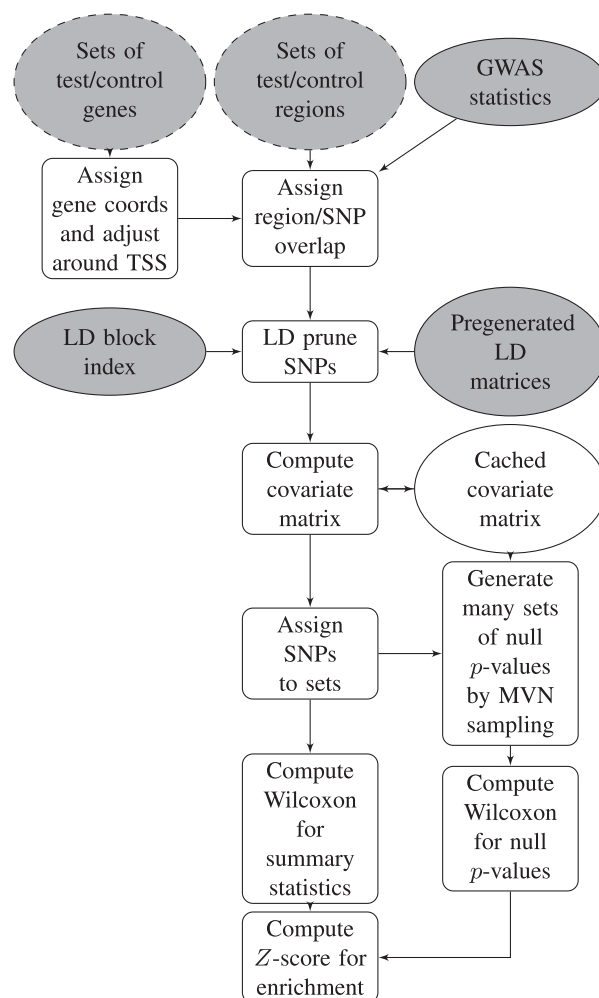 Sets of
test/control
genes
Sets of
test/control
regions
GWAS
statistics
Assign
gene coords
and adjust
around TSS
Assign
region/SNP
overlap
LD block
index
LD prune
SNPs
Pregenerated
LD
matrices
Compute
covariate
matrix
Cached
covariate
matrix
Generate
many sets
of null
p-values
by MVN
sampling
Assign
SNPs
to sets
Compute
Wilcoxon
for
summary
statistics
Compute
Wilcoxon
for null
p-values
Compute
Z-score for
enrichment